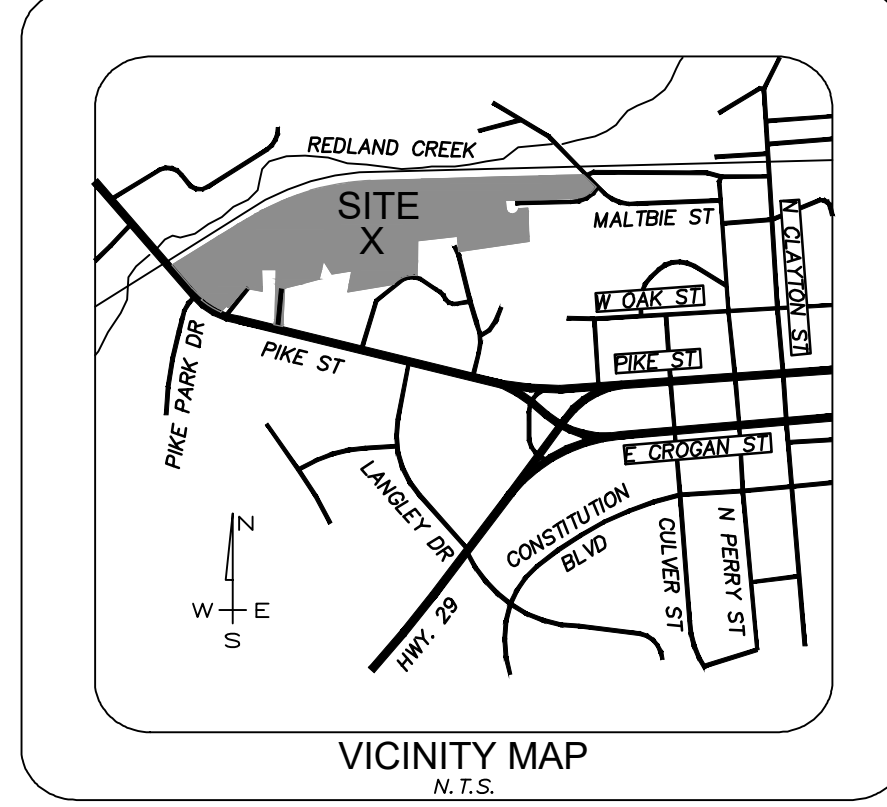 REDLAND CREEK
SITE
X
MALTBIE ST
N CLAYTON ST
W OAK ST
PIKE ST
PIKE ST
PIKE PARK DR
E CROGAN ST
LANGLEY DR
CONSTITUTION
BLVD
CULVER ST
N PERRY ST
N
W E
S
HWY. 29
VICINITY MAP
N.T.S.